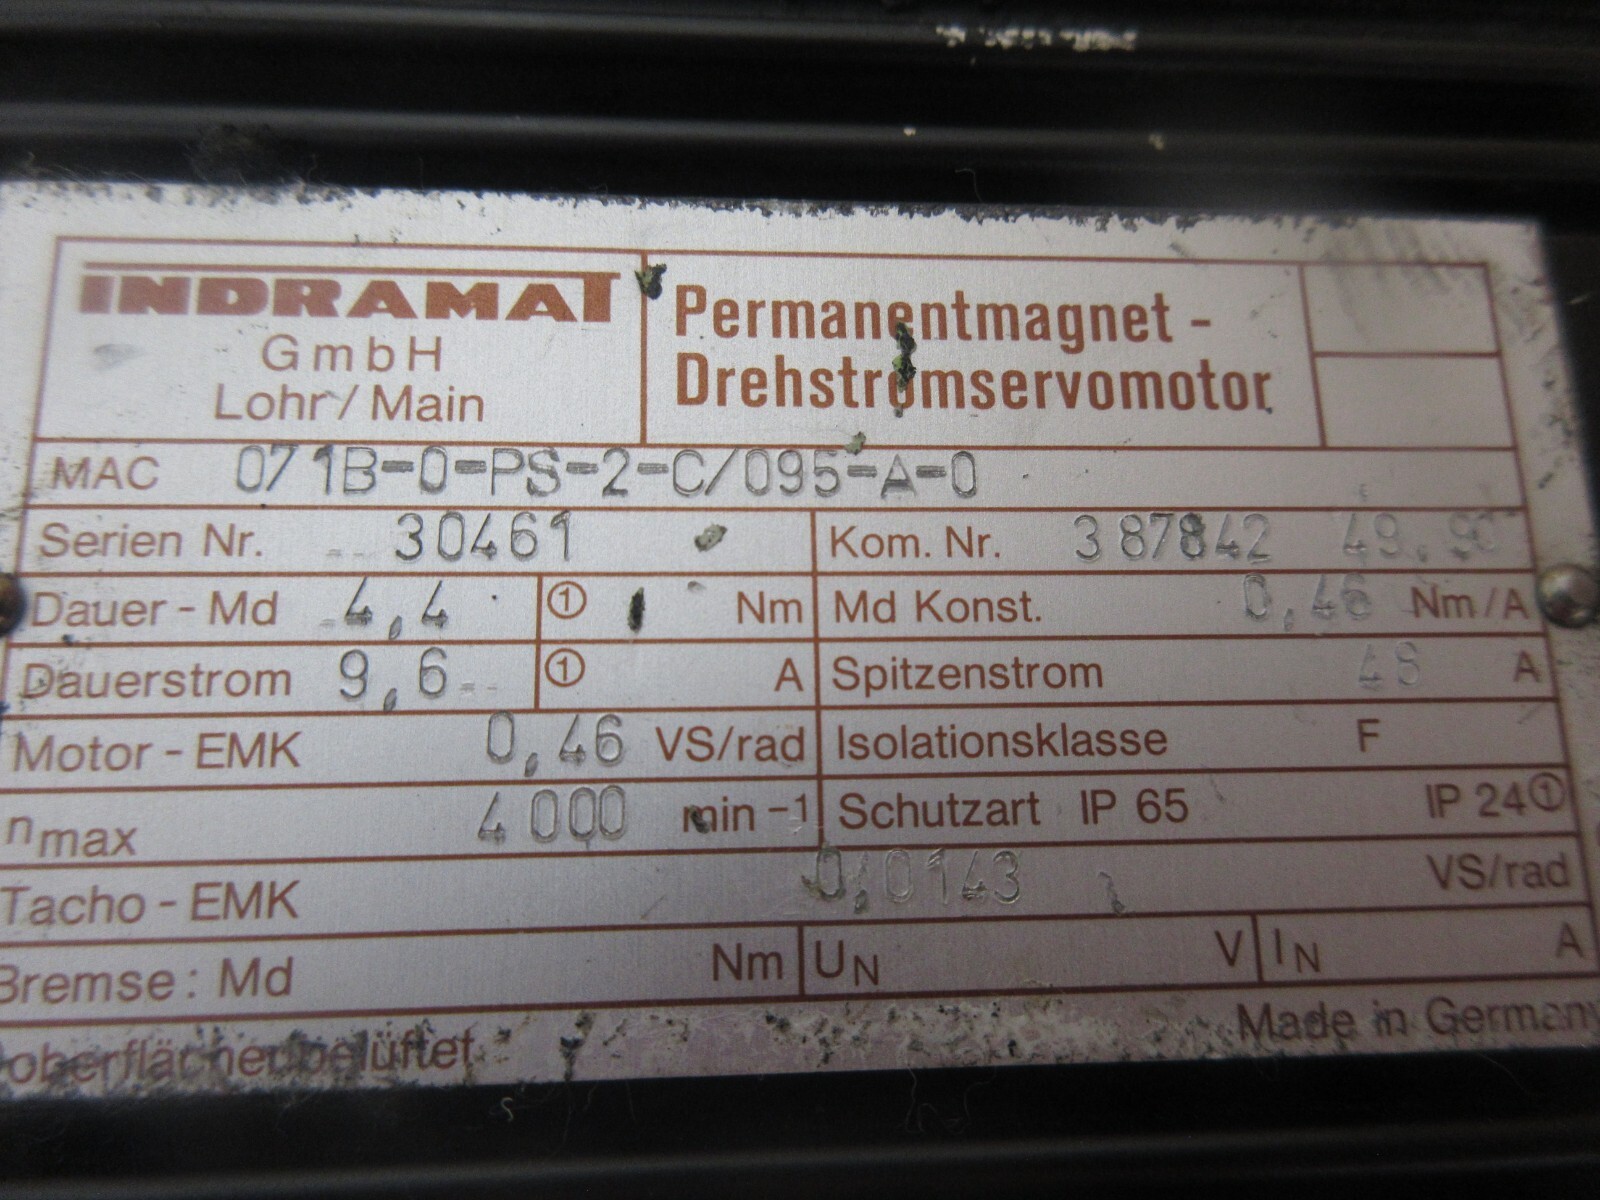 INDRAMAT
GmbH
Lohr/Main
Permanentmagnet-
Drehstromservomotor
MAC 071B-0-PS-2-C/095-A-0
Serien Nr. 30461 Kom. Nr. 387842
Dauer-Md 4,4 ① Nm Md Konst. 0,46 Nm/A
Dauerstrom 9,6 ① A Spitzenstrom 48 A
Motor-EMK 0,46 VS/rad Isolationsklasse F
nmax 4000 min-1 Schutzart IP 65 IP 24①
Tacho-EMK 0,0143 VS/rad
Bremse: Md Nm UN V IN A
oberflächenbelüftet Made in Germany